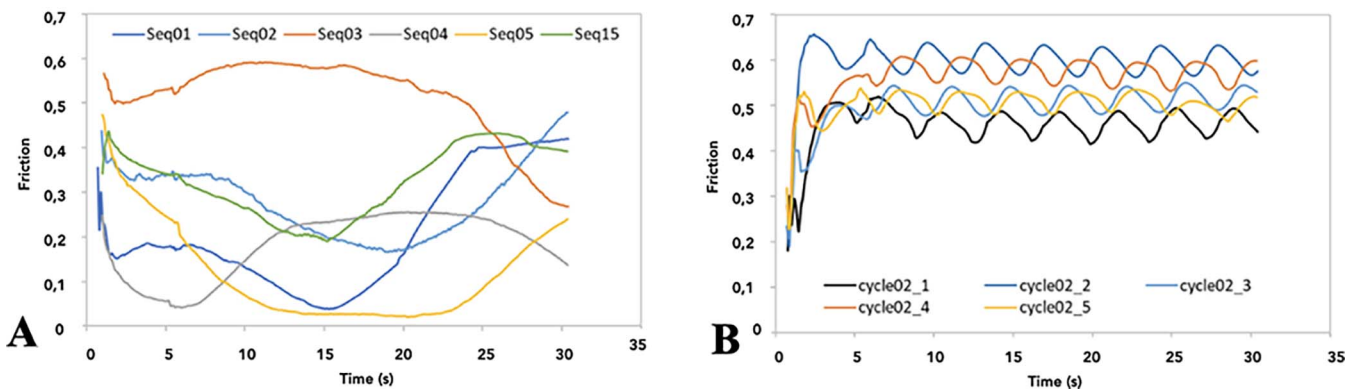 0,7
Seq01 Seq02 Seq03 Seq04 Seq05 Seq15
0,6
0,5
0,4
Friction
0,3
0,2
0,1
0
0 5 10 15 20 25 30 35
Time (s)
A
0,7
0,6
0,5
0,4
Friction
0,3
0,2
0,1
0
cycle02_1 cycle02_2 cycle02_3
cycle02_4 cycle02_5
0 5 10 15 20 25 30 35
Time (s)
B